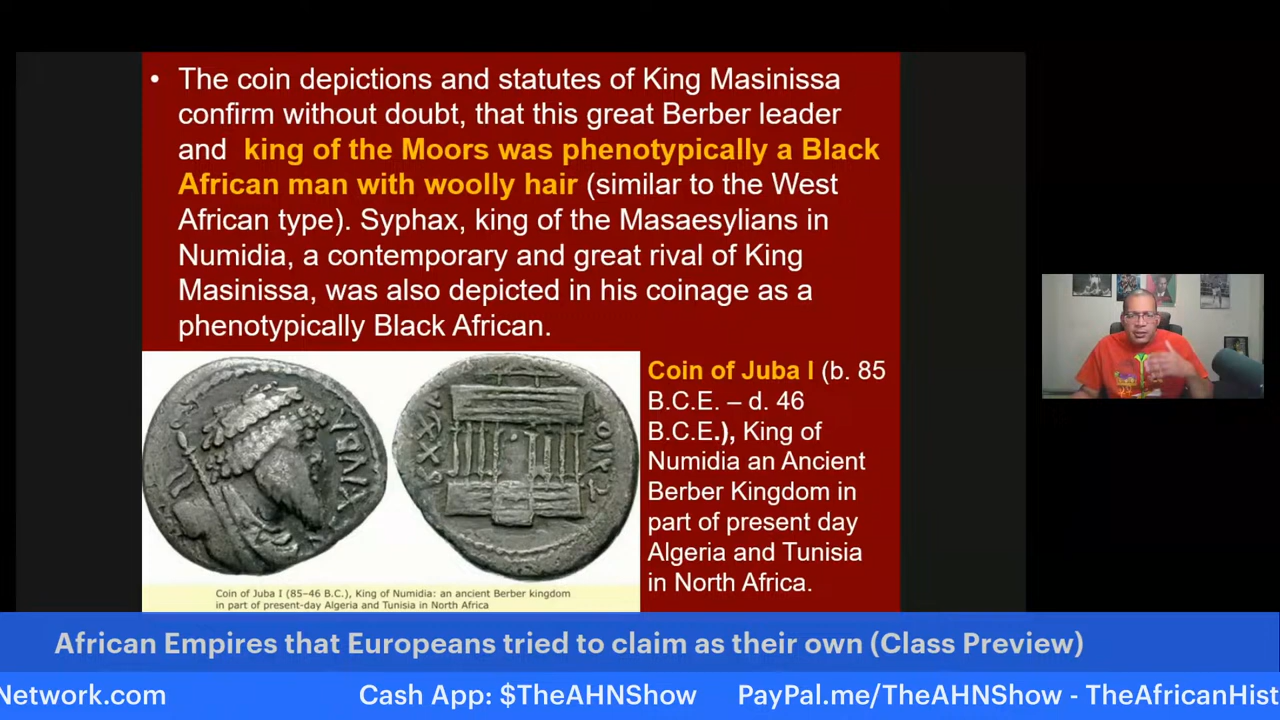 • The coin depictions and statutes of King Masinissa
confirm without doubt, that this great Berber leader
and king of the Moors was phenotypically a Black
African man with woolly hair (similar to the West
African type). Syphax, king of the Masaesylians in
Numidia, a contemporary and great rival of King
Masinissa, was also depicted in his coinage as a
phenotypically Black African.
Coin of Juba I (b. 85
B.C.E. – d. 46
B.C.E.), King of
Numidia an Ancient
Berber Kingdom in
part of present day
Algeria and Tunisia
in North Africa.
Coin of Juba I (85–46 B.C.), King of Numidia: an ancient Berber kingdom
in part of present-day Algeria and Tunisia in North Africa
African Empires that Europeans tried to claim as their own (Class Preview)
Network.com Cash App: $TheAHNShow PayPal.me/TheAHNShow - TheAfricanHist